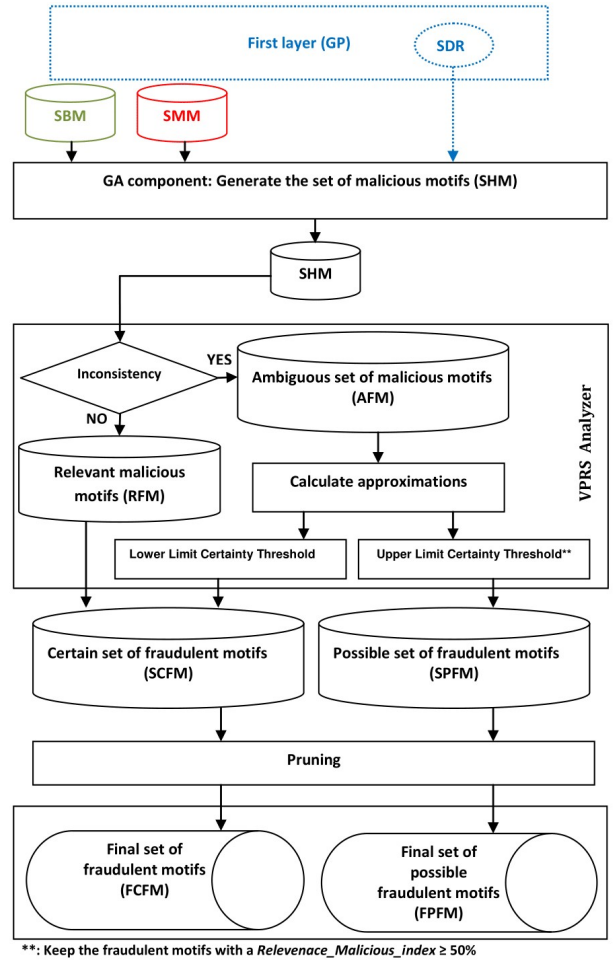 First layer (GP)
SDR
SBM
SMM
GA component: Generate the set of malicious motifs (SHM)
SHM
Inconsistency
YES
NO
Ambiguous set of malicious motifs
(AFM)
VPRS Analyzer
Relevant malicious
motifs (RFM)
Calculate approximations
Lower Limit Certainty Threshold
Upper Limit Certainty Threshold**
Certain set of fraudulent motifs
(SCFM)
Possible set of fraudulent motifs
(SPFM)
Pruning
Final set of
fraudulent motifs
(FCFM)
Final set of
possible
fraudulent motifs
(FPFM)
**: Keep the fraudulent motifs with a Relevenace_Malicious_index ≥ 50%